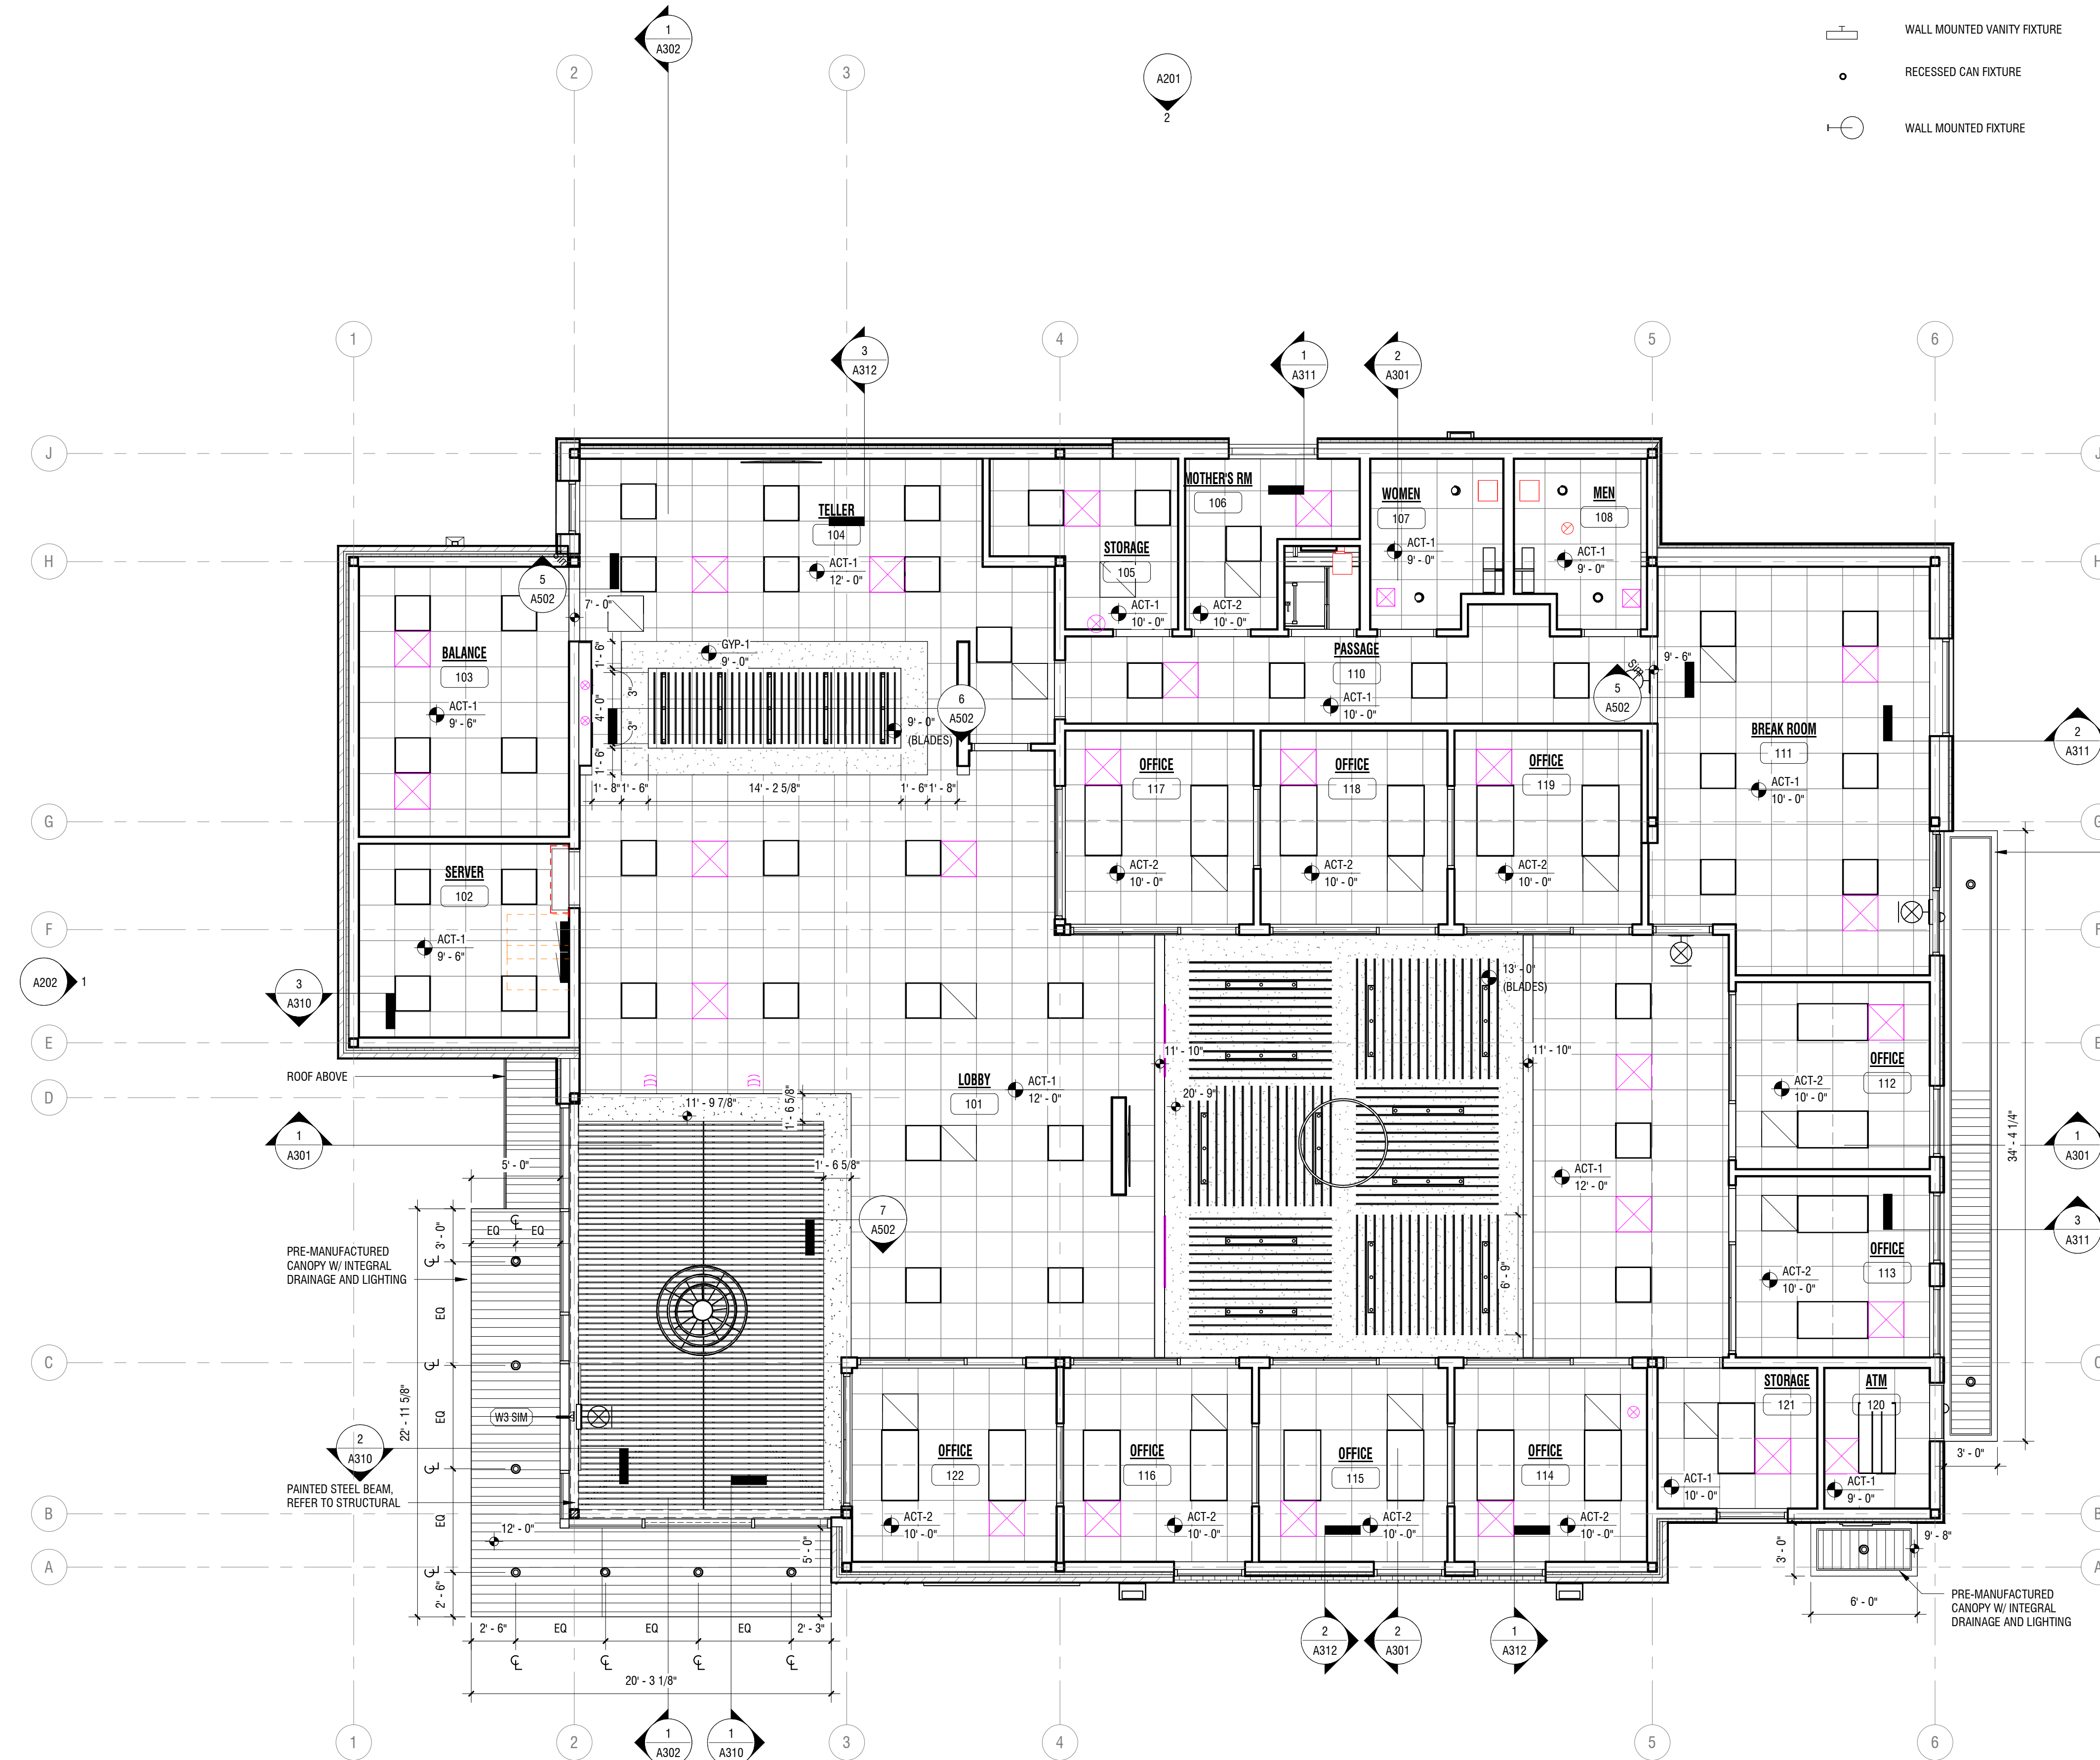 WALL MOUNTED VANITY FIXTURE
RECESSED CAN FIXTURE
WALL MOUNTED FIXTURE
1
A302
A201
2
2
3
3
A312
1
A311
2
A301
1
4
5
6
J
J
H
H
G
G
F
F
E
E
D
C
C
B
B
A
A
TELLER
104
ACT-1
12' - 0"
STORAGE
105
ACT-1
10' - 0"
MOTHER'S RM
106
ACT-2
10' - 0"
WOMEN
107
ACT-1
9' - 0"
MEN
108
ACT-1
9' - 0"
5
A502
SIM
7' - 0"
BALANCE
103
ACT-1
9' - 6"
GYP-1
9' - 0"
1' - 6"
4' - 0"
1' - 6"
3"
3"
9' - 0"
(BLADES)
6
A502
1' - 8"
1' - 6"
14' - 2 5/8"
1' - 6"
1' - 8"
PASSAGE
110
ACT-1
10' - 0"
5
A502
SIM
9' - 6"
BREAK ROOM
111
ACT-1
10' - 0"
2
A311
OFFICE
117
ACT-2
10' - 0"
OFFICE
118
ACT-2
10' - 0"
OFFICE
119
ACT-2
10' - 0"
SERVER
102
ACT-1
9' - 6"
A202
1
3
A310
ROOF ABOVE
1
A301
LOBBY
101
ACT-1
12' - 0"
11' - 9 7/8"
1' - 6 5/8"
1' - 6 5/8"
11' - 10"
20' - 9"
13' - 0"
(BLADES)
11' - 10"
6' - 9"
ACT-1
12' - 0"
OFFICE
112
ACT-2
10' - 0"
34' - 4 1/4"
1
A301
OFFICE
113
ACT-2
10' - 0"
3
A311
5' - 0"
EQ
EQ
3' - 0"
PRE-MANUFACTURED
CANOPY W/ INTEGRAL
DRAINAGE AND LIGHTING
EQ
EQ
EQ
22' - 11 5/8"
7
A502
W3 SIM
2
A310
PAINTED STEEL BEAM,
REFER TO STRUCTURAL
12' - 0"
5' - 0"
2' - 6"
2' - 6"
EQ
EQ
EQ
2' - 3"
20' - 3 1/8"
OFFICE
122
ACT-2
10' - 0"
OFFICE
116
ACT-2
10' - 0"
OFFICE
115
ACT-2
10' - 0"
OFFICE
114
ACT-2
10' - 0"
STORAGE
121
ACT-1
10' - 0"
ATM
120
ACT-1
9' - 0"
3' - 0"
3' - 0"
9' - 8"
6' - 0"
PRE-MANUFACTURED
CANOPY W/ INTEGRAL
DRAINAGE AND LIGHTING
2
A312
2
A301
1
A312
1
2
1
A302
1
A310
3
4
5
6